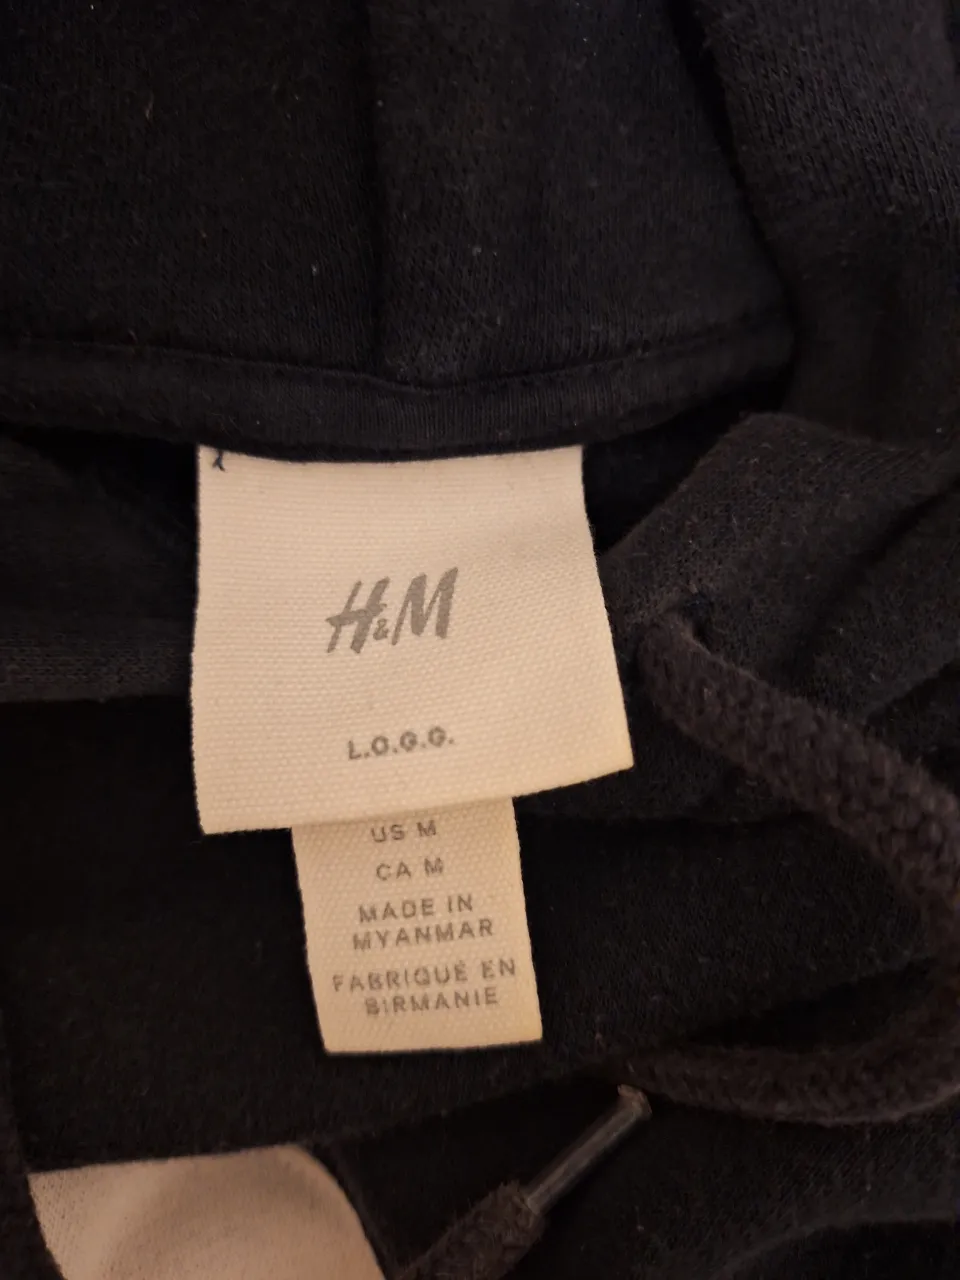 H&M
L.O.G.G.
US M
CA M
MADE IN
MYANMAR
FABRIQUÉ EN
BIRMANIE